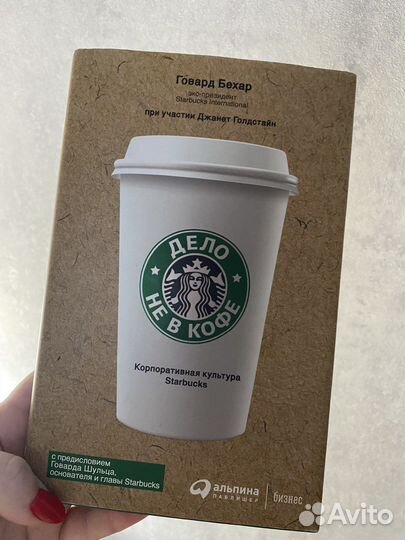 Говард Бехар
экс-президент
Starbucks International
при участии Джанет Голдстайн
ДЕЛО
НЕ В КОФЕ
Корпоративная культура
Starbucks
с предисловием
Говарда Шульца,
основателя и главы Starbucks
альпина
ПАБЛИШЕР
бизнес
Avito